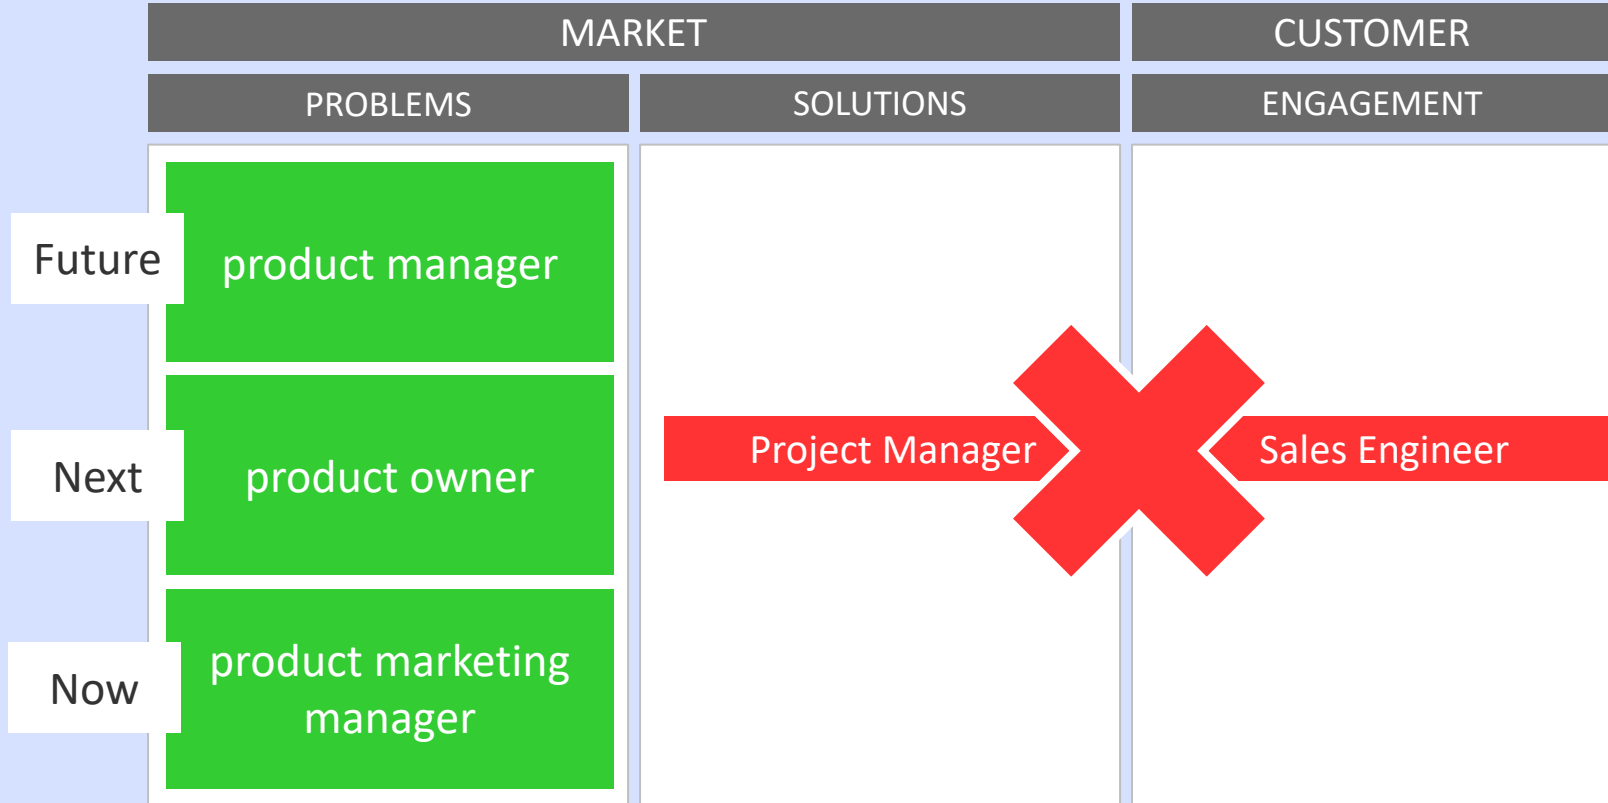 MARKET
CUSTOMER
PROBLEMS
SOLUTIONS
ENGAGEMENT
Future
product manager
Next
product owner
Project Manager
Sales Engineer
Now
product marketing
manager